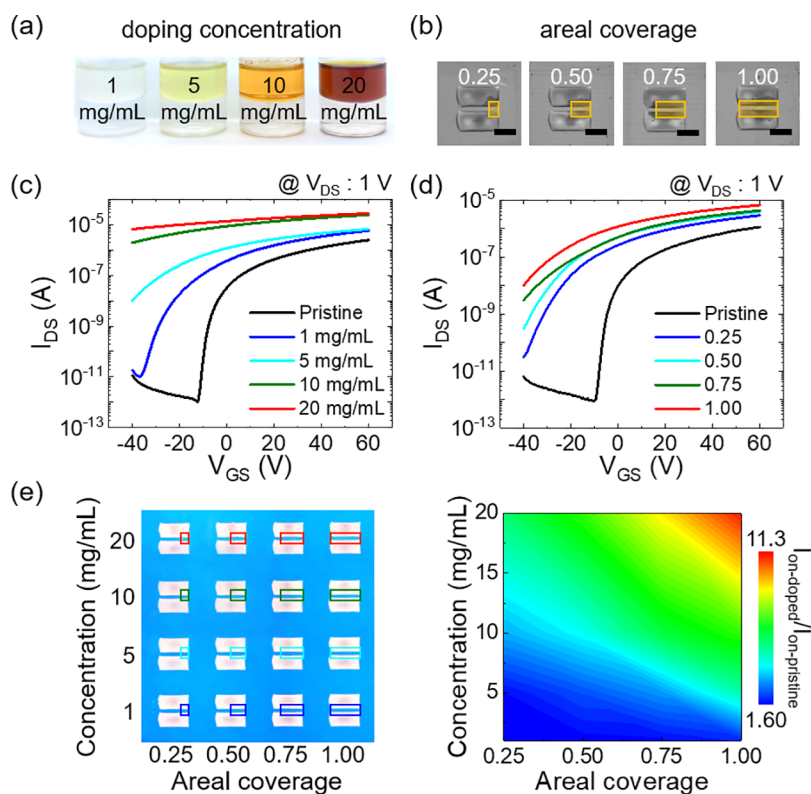 (a) doping concentration
1 mg/mL
5 mg/mL
10 mg/mL
20 mg/mL
(b) areal coverage
0.25 0.50 0.75 1.00
(c) @ V_DS : 1 V
I_DS (A)
10^-5
10^-7
10^-9
10^-11
10^-13
Pristine
1 mg/mL
5 mg/mL
10 mg/mL
20 mg/mL
-40 -20 0 20 40 60
V_GS (V)
(d) @ V_DS : 1 V
I_DS (A)
10^-5
10^-7
10^-9
10^-11
10^-13
Pristine
0.25
0.50
0.75
1.00
-40 -20 0 20 40 60
V_GS (V)
(e)
Concentration (mg/mL)
20
10
5
1
0.25 0.50 0.75 1.00
Areal coverage
Concentration (mg/mL)
20
15
10
5
0.25 0.50 0.75 1.00
Areal coverage
11.3
1.60
I_on-doped/I_on-pristine